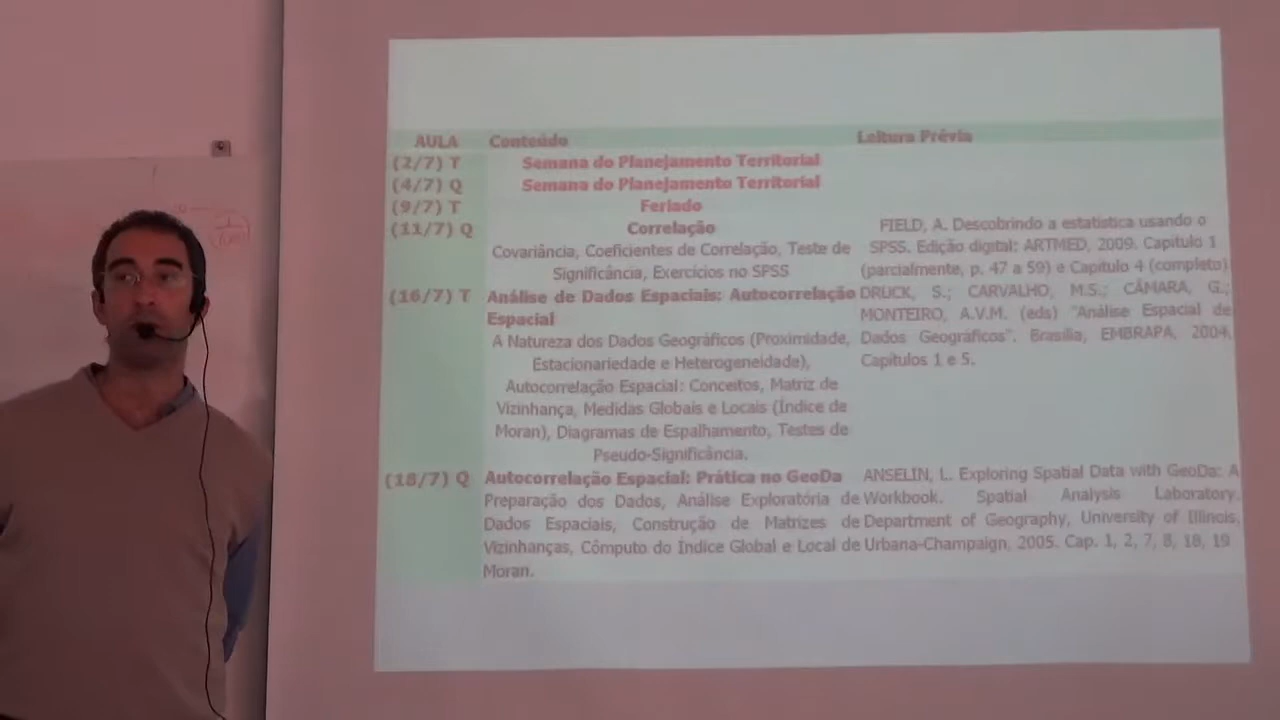 AULA Conteúdo Leitura Prévia
(2/7) T Semana do Planejamento Territorial
(4/7) Q Semana do Planejamento Territorial
(9/7) T Feriado
(11/7) Q Correlação
Covariância, Coeficientes de Correlação, Teste de
Significância, Exercícios no SPSS
FIELD, A. Descobrindo a estatística usando o
SPSS. Edição digital: ARTMED, 2009. Capítulo 1
(parcialmente, p. 47 a 59) e Capítulo 4 (completo)
(16/7) T Análise de Dados Espaciais: Autocorrelação
Espacial
A Natureza dos Dados Geográficos (Proximidade,
Estacionariedade e Heterogeneidade),
Autocorrelação Espacial: Conceitos, Matriz de
Vizinhança, Medidas Globais e Locais (Índice de
Moran), Diagramas de Espalhamento, Testes de
Pseudo-Significância.
DRUCK, S.; CARVALHO, M.S.; CÂMARA, G.;
MONTEIRO, A.V.M. (eds) "Análise Espacial de
Dados Geográficos". Brasília, EMBRAPA, 2004.
Capítulos 1 e 5.
(18/7) Q Autocorrelação Espacial: Prática no GeoDa
Preparação dos Dados, Análise Exploratória de
Dados Espaciais, Construção de Matrizes de
Vizinhanças, Cômputo do Índice Global e Local de
Moran.
ANSELIN, L. Exploring Spatial Data with GeoDa: A
Workbook. Spatial Analysis Laboratory.
Department of Geography, University of Illinois,
Urbana-Champaign, 2005. Cap. 1, 2, 7, 8, 18, 19